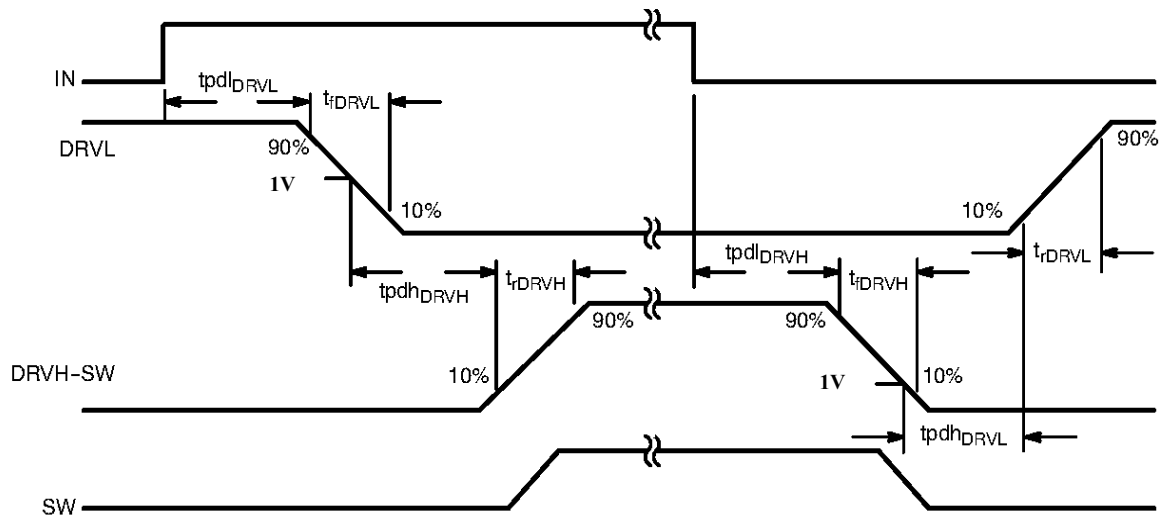 IN
tpdlDRVL
tfDRVL
DRVL
90%
90%
1V
10%
10%
tpdhDRVH
trDRVH
tpdlDRVH
tfDRVH
trDRVL
90%
90%
DRVH-SW
10%
1V
10%
tpdhDRVL
SW